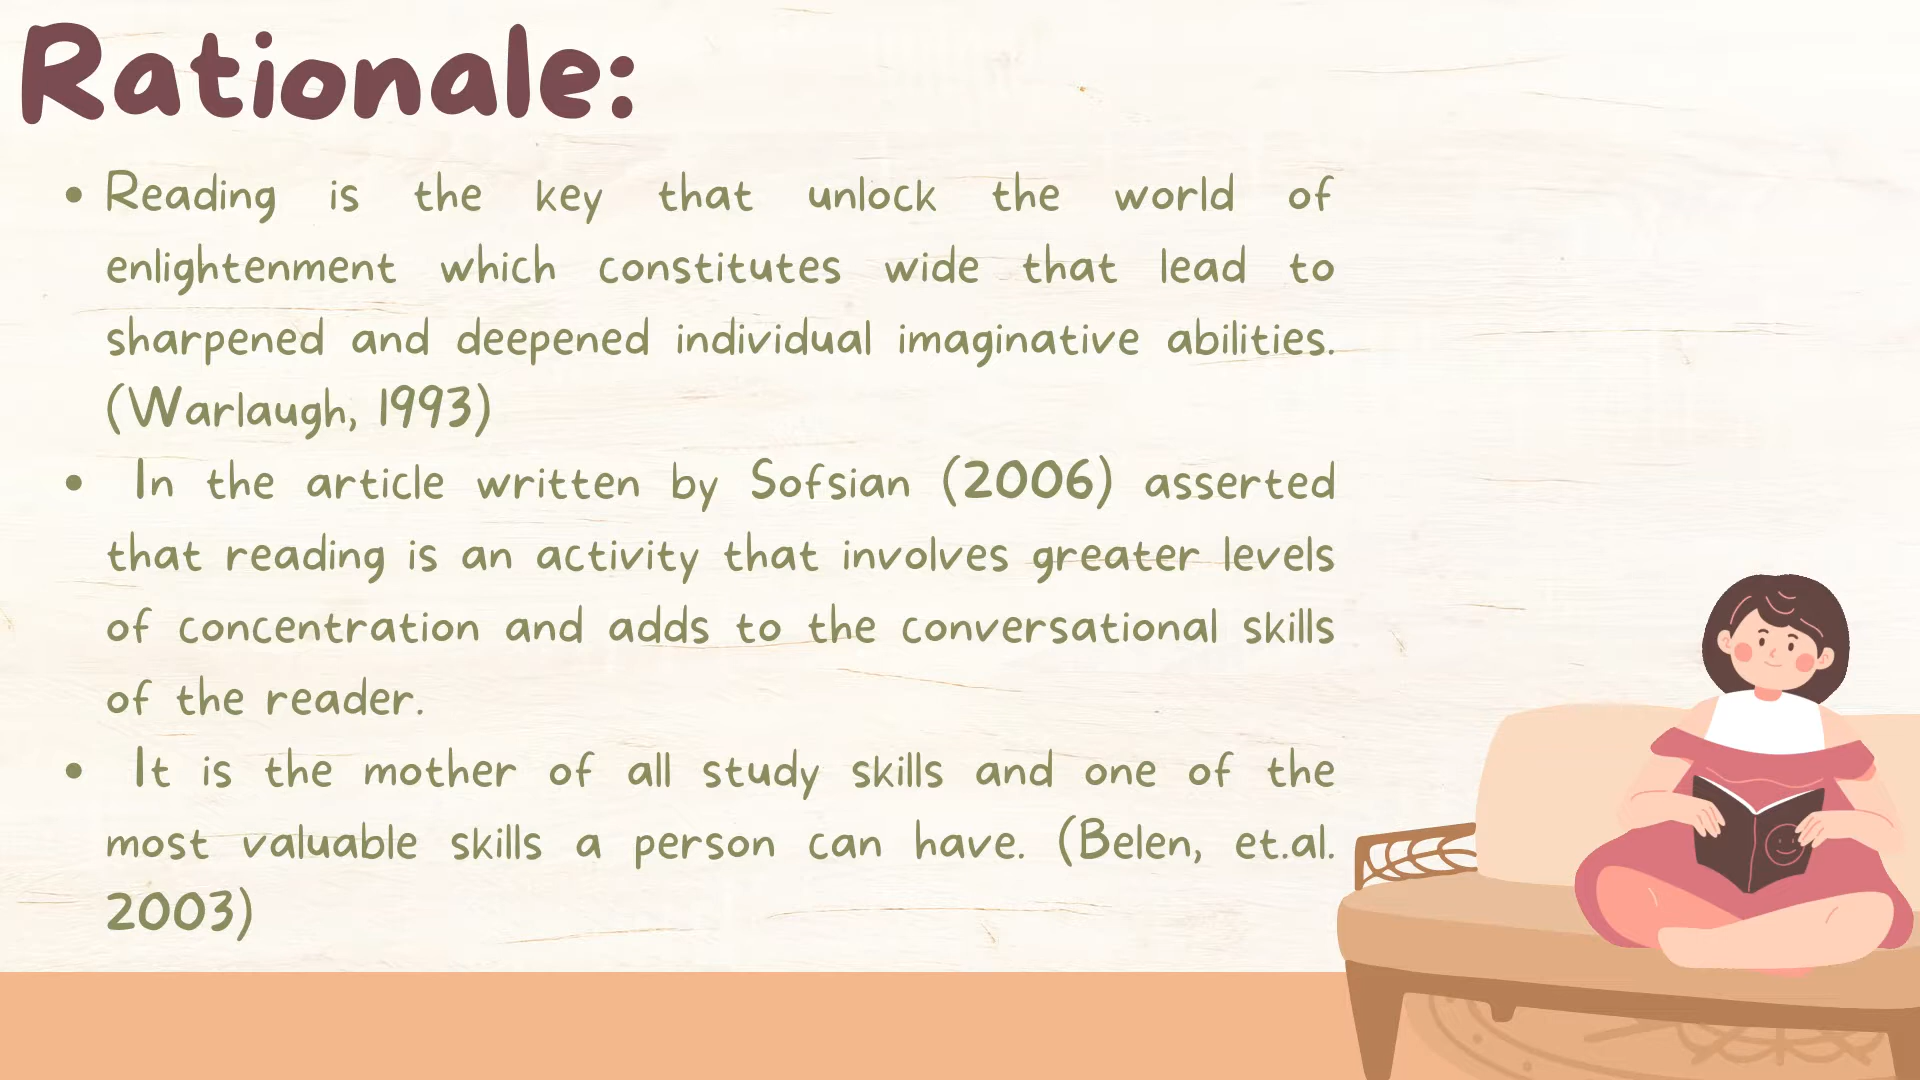 Rationale:
• Reading is the key that unlock the world of
enlightenment which constitutes wide that lead to
sharpened and deepened individual imaginative abilities.
(Warlaugh, 1993)
• In the article written by Sofsian (2006) asserted
that reading is an activity that involves greater levels
of concentration and adds to the conversational skills
of the reader.
• It is the mother of all study skills and one of the
most valuable skills a person can have. (Belen, et.al.
2003)